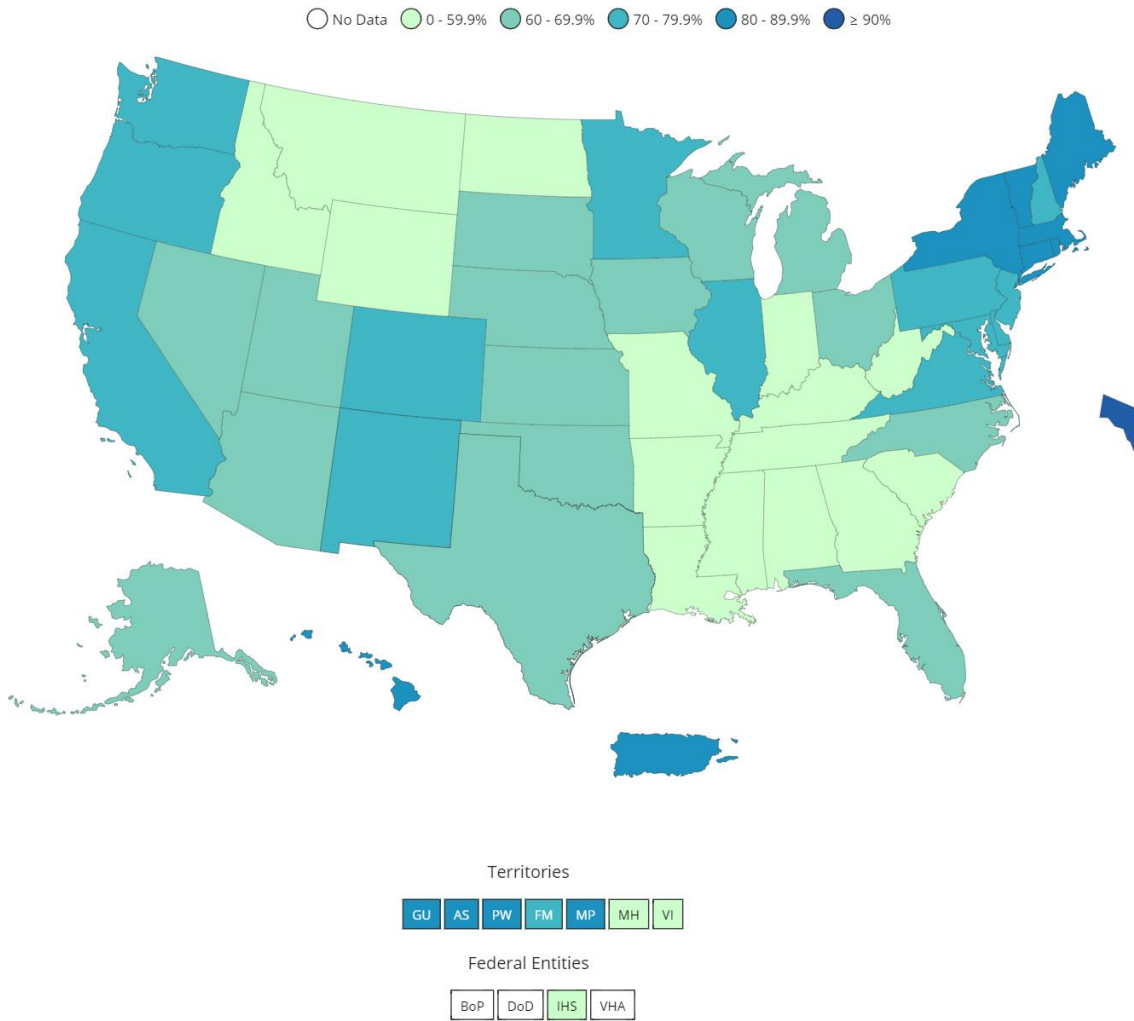 No Data 0 - 59.9% 60 - 69.9% 70 - 79.9% 80 - 89.9% ≥ 90%
Territories
GU AS PW FM MP MH VI
Federal Entities
BoP DoD IHS VHA